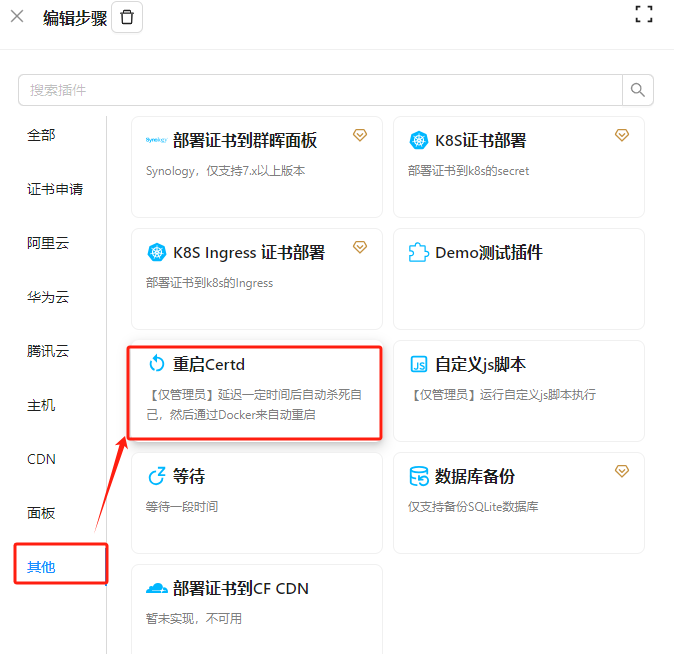 编辑步骤
搜索插件
全部
证书申请
阿里云
华为云
腾讯云
主机
CDN
面板
其他
Synology
部署证书到群晖面板
Synology，仅支持7.x以上版本
K8S证书部署
部署证书到k8s的secret
K8S Ingress 证书部署
部署证书到k8s的Ingress
Demo测试插件
重启Certd
【仅管理员】延迟一定时间后自动杀死自
己，然后通过Docker来自动重启
JS
自定义js脚本
【仅管理员】运行自定义js脚本执行
等待
等待一段时间
数据库备份
仅支持备份SQLite数据库
部署证书到CF CDN
暂未实现，不可用